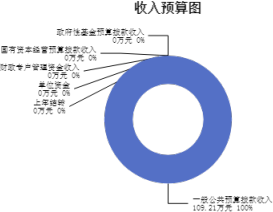 收入预算图
政府性基金预算拨款收入
0万元 0%
国有资本经营预算拨款收入
0万元 0%
财政专户管理资金收入
0万元 0%
单位资金
0万元 0%
上年结转
0万元 0%
一般公共预算拨款收入
109.21万元 100%